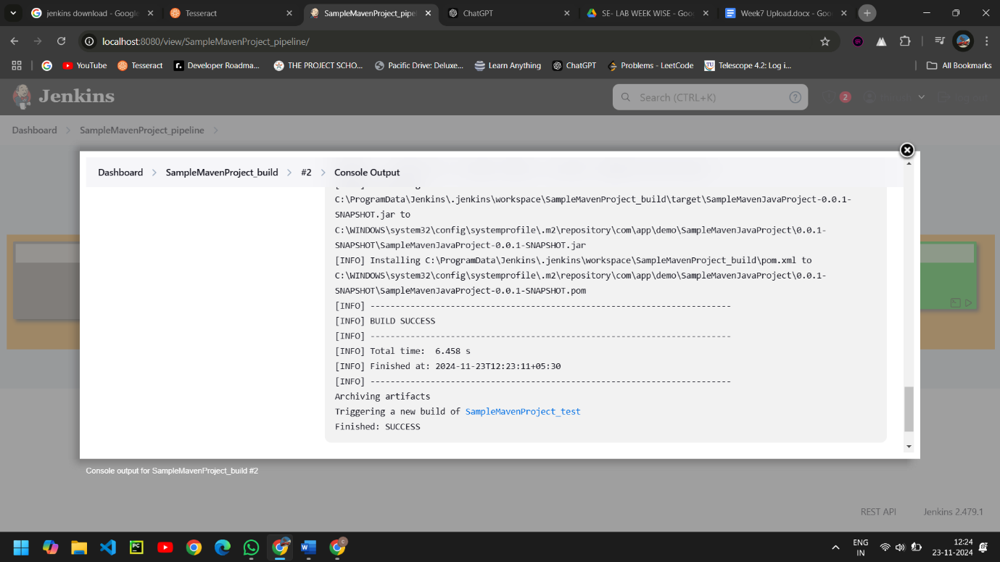 jenkins download - Googl
Tesseract
SampleMavenProject_pipe
ChatGPT
SE- LAB WEEK WISE - Goo
Week7 Upload.docx - Goo
localhost:8080/view/SampleMavenProject_pipeline/
YouTube
Tesseract
Developer Roadma...
THE PROJECT SCHO...
Pacific Drive: Deluxe...
Learn Anything
ChatGPT
Problems - LeetCode
Telescope 4.2: Log i...
All Bookmarks
Jenkins
Search (CTRL+K)
2
Dashboard
SampleMavenProject_pipeline
Dashboard
SampleMavenProject_build
#2
Console Output
C:\ProgramData\Jenkins\.jenkins\workspace\SampleMavenProject_build\target\SampleMavenJavaProject-0.0.1-
SNAPSHOT.jar to
C:\WINDOWS\system32\config\systemprofile\.m2\repository\com\app\demo\SampleMavenJavaProject\0.0.1-
SNAPSHOT\SampleMavenJavaProject-0.0.1-SNAPSHOT.jar
[INFO] Installing C:\ProgramData\Jenkins\.jenkins\workspace\SampleMavenProject_build\pom.xml to
C:\WINDOWS\system32\config\systemprofile\.m2\repository\com\app\demo\SampleMavenJavaProject\0.0.1-
SNAPSHOT\SampleMavenJavaProject-0.0.1-SNAPSHOT.pom
[INFO] ------------------------------------------------------------------------
[INFO] BUILD SUCCESS
[INFO] ------------------------------------------------------------------------
[INFO] Total time:  6.458 s
[INFO] Finished at: 2024-11-23T12:23:11+05:30
[INFO] ------------------------------------------------------------------------
Archiving artifacts
Triggering a new build of SampleMavenProject_test
Finished: SUCCESS
Console output for SampleMavenProject_build #2
REST API
Jenkins 2.479.1
ENG
IN
12:24
23-11-2024